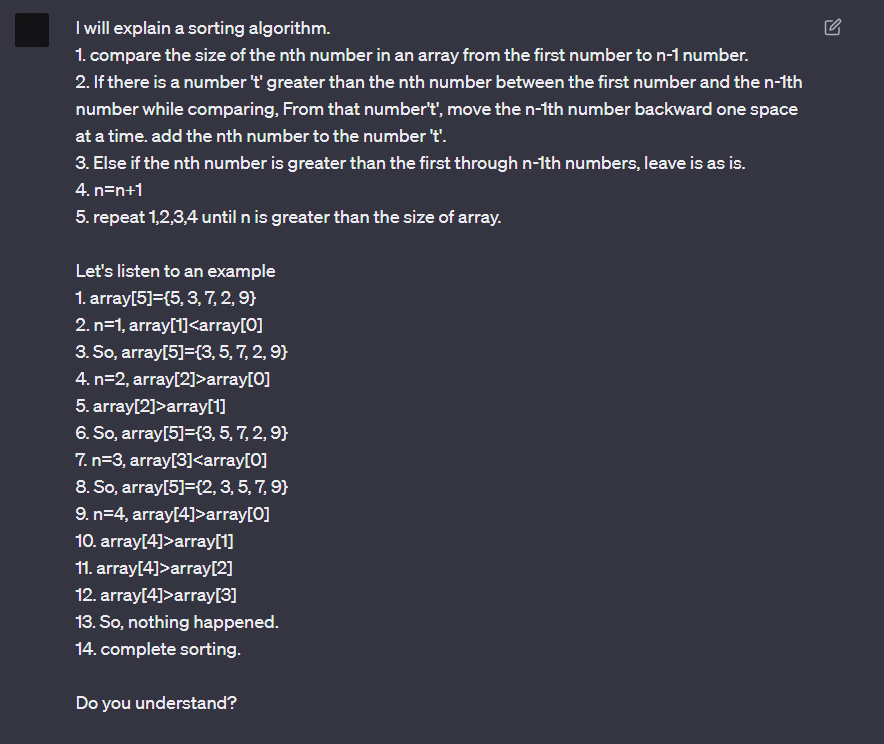 I will explain a sorting algorithm.
1. compare the size of the nth number in an array from the first number to n-1 number.
2. If there is a number 't' greater than the nth number between the first number and the n-1th
number while comparing, From that number't', move the n-1th number backward one space
at a time. add the nth number to the number 't'.
3. Else if the nth number is greater than the first through n-1th numbers, leave is as is.
4. n=n+1
5. repeat 1,2,3,4 until n is greater than the size of array.
Let's listen to an example
1. array[5]={5, 3, 7, 2, 9}
2. n=1, array[1]<array[0]
3. So, array[5]={3, 5, 7, 2, 9}
4. n=2, array[2]>array[0]
5. array[2]>array[1]
6. So, array[5]={3, 5, 7, 2, 9}
7. n=3, array[3]<array[0]
8. So, array[5]={2, 3, 5, 7, 9}
9. n=4, array[4]>array[0]
10. array[4]>array[1]
11. array[4]>array[2]
12. array[4]>array[3]
13. So, nothing happened.
14. complete sorting.
Do you understand?